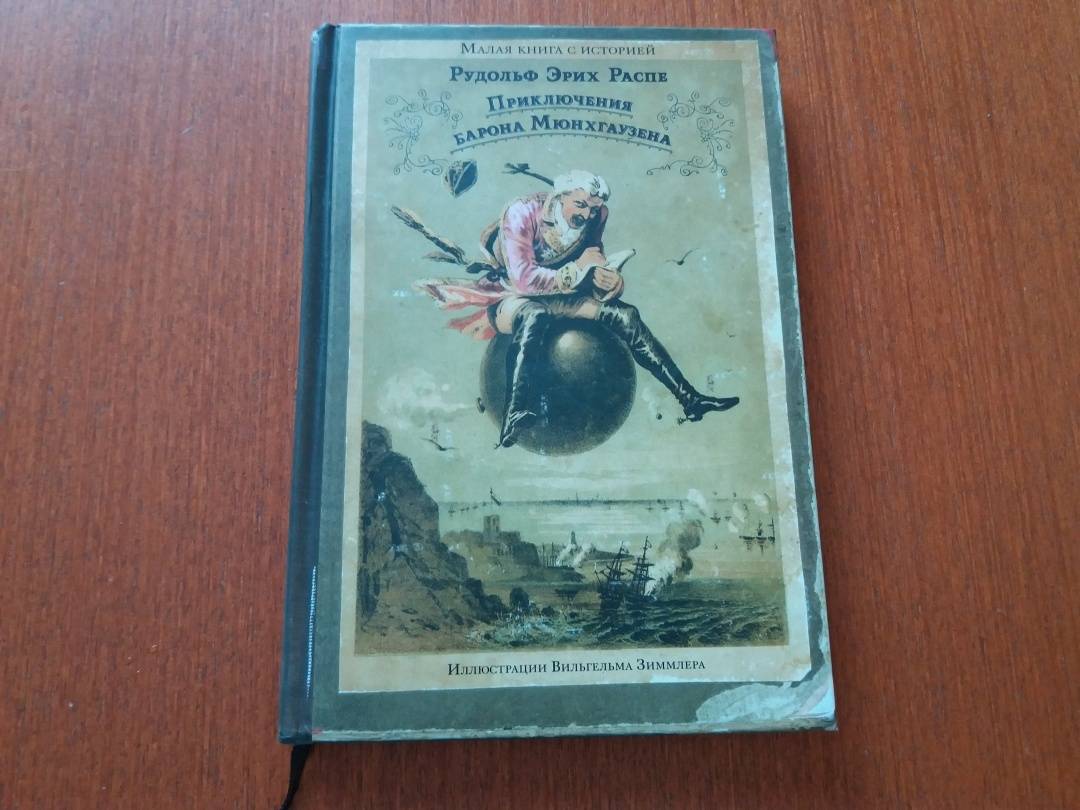 Малая книга с историей
Рудольф Эрих Распе
Приключения
барона Мюнхгаузена
Иллюстрации Вильгельма Зиммлера